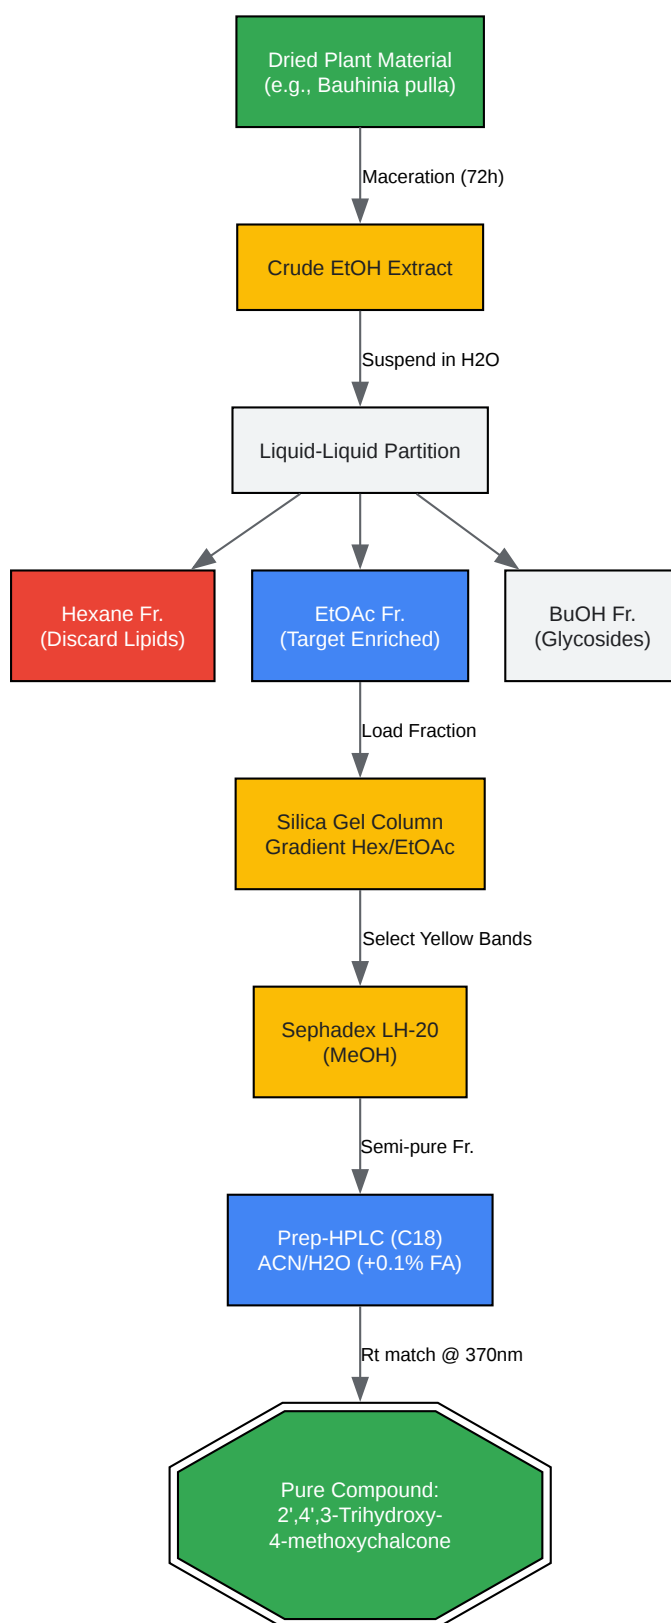 Dried Plant Material
(e.g., Bauhinia pulla)
Maceration (72h)
Crude EtOH Extract
Suspend in H2O
Liquid-Liquid Partition
Hexane Fr.
(Discard Lipids)
EtOAc Fr.
(Target Enriched)
BuOH Fr.
(Glycosides)
Load Fraction
Silica Gel Column
Gradient Hex/EtOAc
Select Yellow Bands
Sephadex LH-20
(MeOH)
Semi-pure Fr.
Prep-HPLC (C18)
ACN/H2O (+0.1% FA)
Rt match @ 370nm
Pure Compound:
2',4',3-Trihydroxy-
4-methoxychalcone